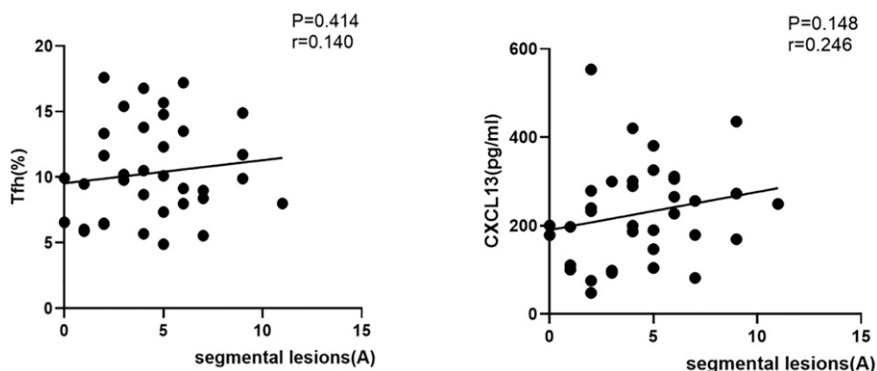 P=0.414
r=0.140
20
15
10
5
0
Tfh(%)
0 5 10 15
segmental lesions(A)
P=0.148
r=0.246
600
400
200
0
CXCL13(pg/ml)
0 5 10 15
segmental lesions(A)